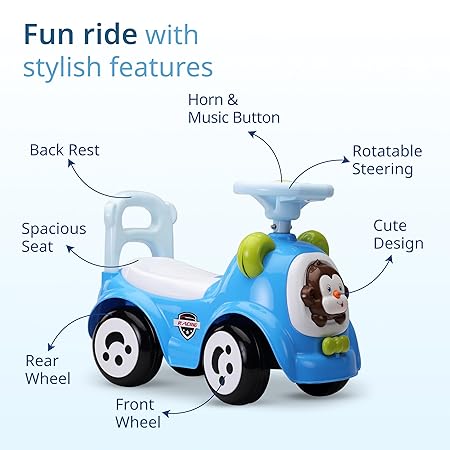 Fun ride with
stylish features
Horn &
Music Button
Back Rest
Rotatable
Steering
Spacious
Seat
Cute
Design
RACING
Rear
Wheel
Front
Wheel